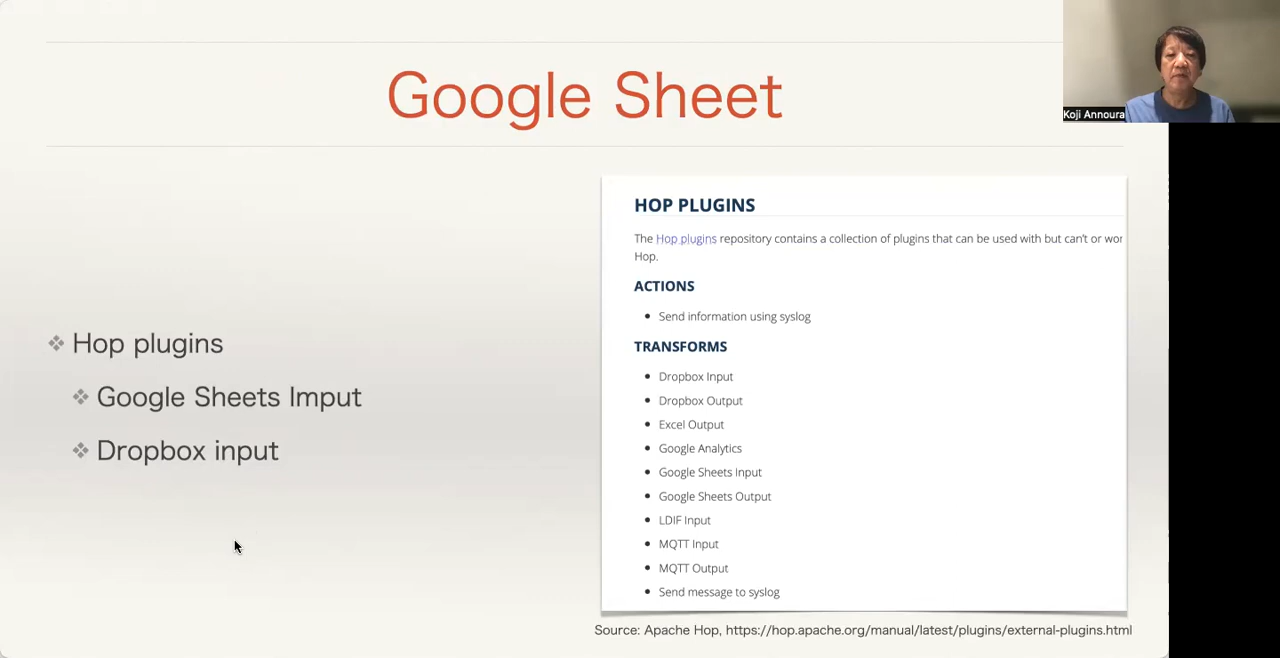 Google Sheet
Koji Annoura
Hop plugins
Google Sheets Imput
Dropbox input
HOP PLUGINS
The Hop plugins repository contains a collection of plugins that can be used with but can't or wor
Hop.
ACTIONS
Send information using syslog
TRANSFORMS
Dropbox Input
Dropbox Output
Excel Output
Google Analytics
Google Sheets Input
Google Sheets Output
LDIF Input
MQTT Input
MQTT Output
Send message to syslog
Source: Apache Hop, https://hop.apache.org/manual/latest/plugins/external-plugins.html